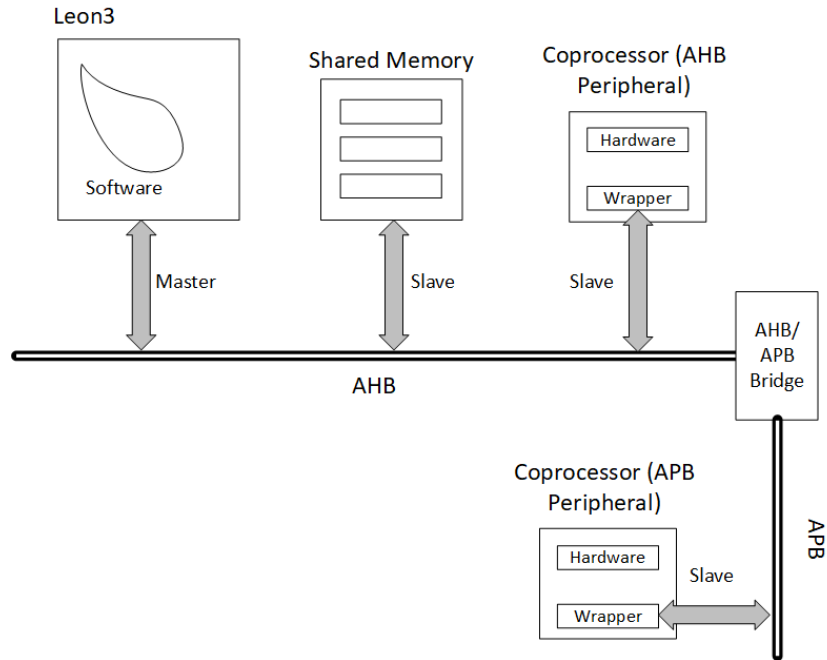 Leon3
Software
Master
Shared Memory
Slave
Coprocessor (AHB
Peripheral)
Hardware
Wrapper
Slave
AHB/
APB
Bridge
AHB
APB
Coprocessor (APB
Peripheral)
Hardware
Wrapper
Slave